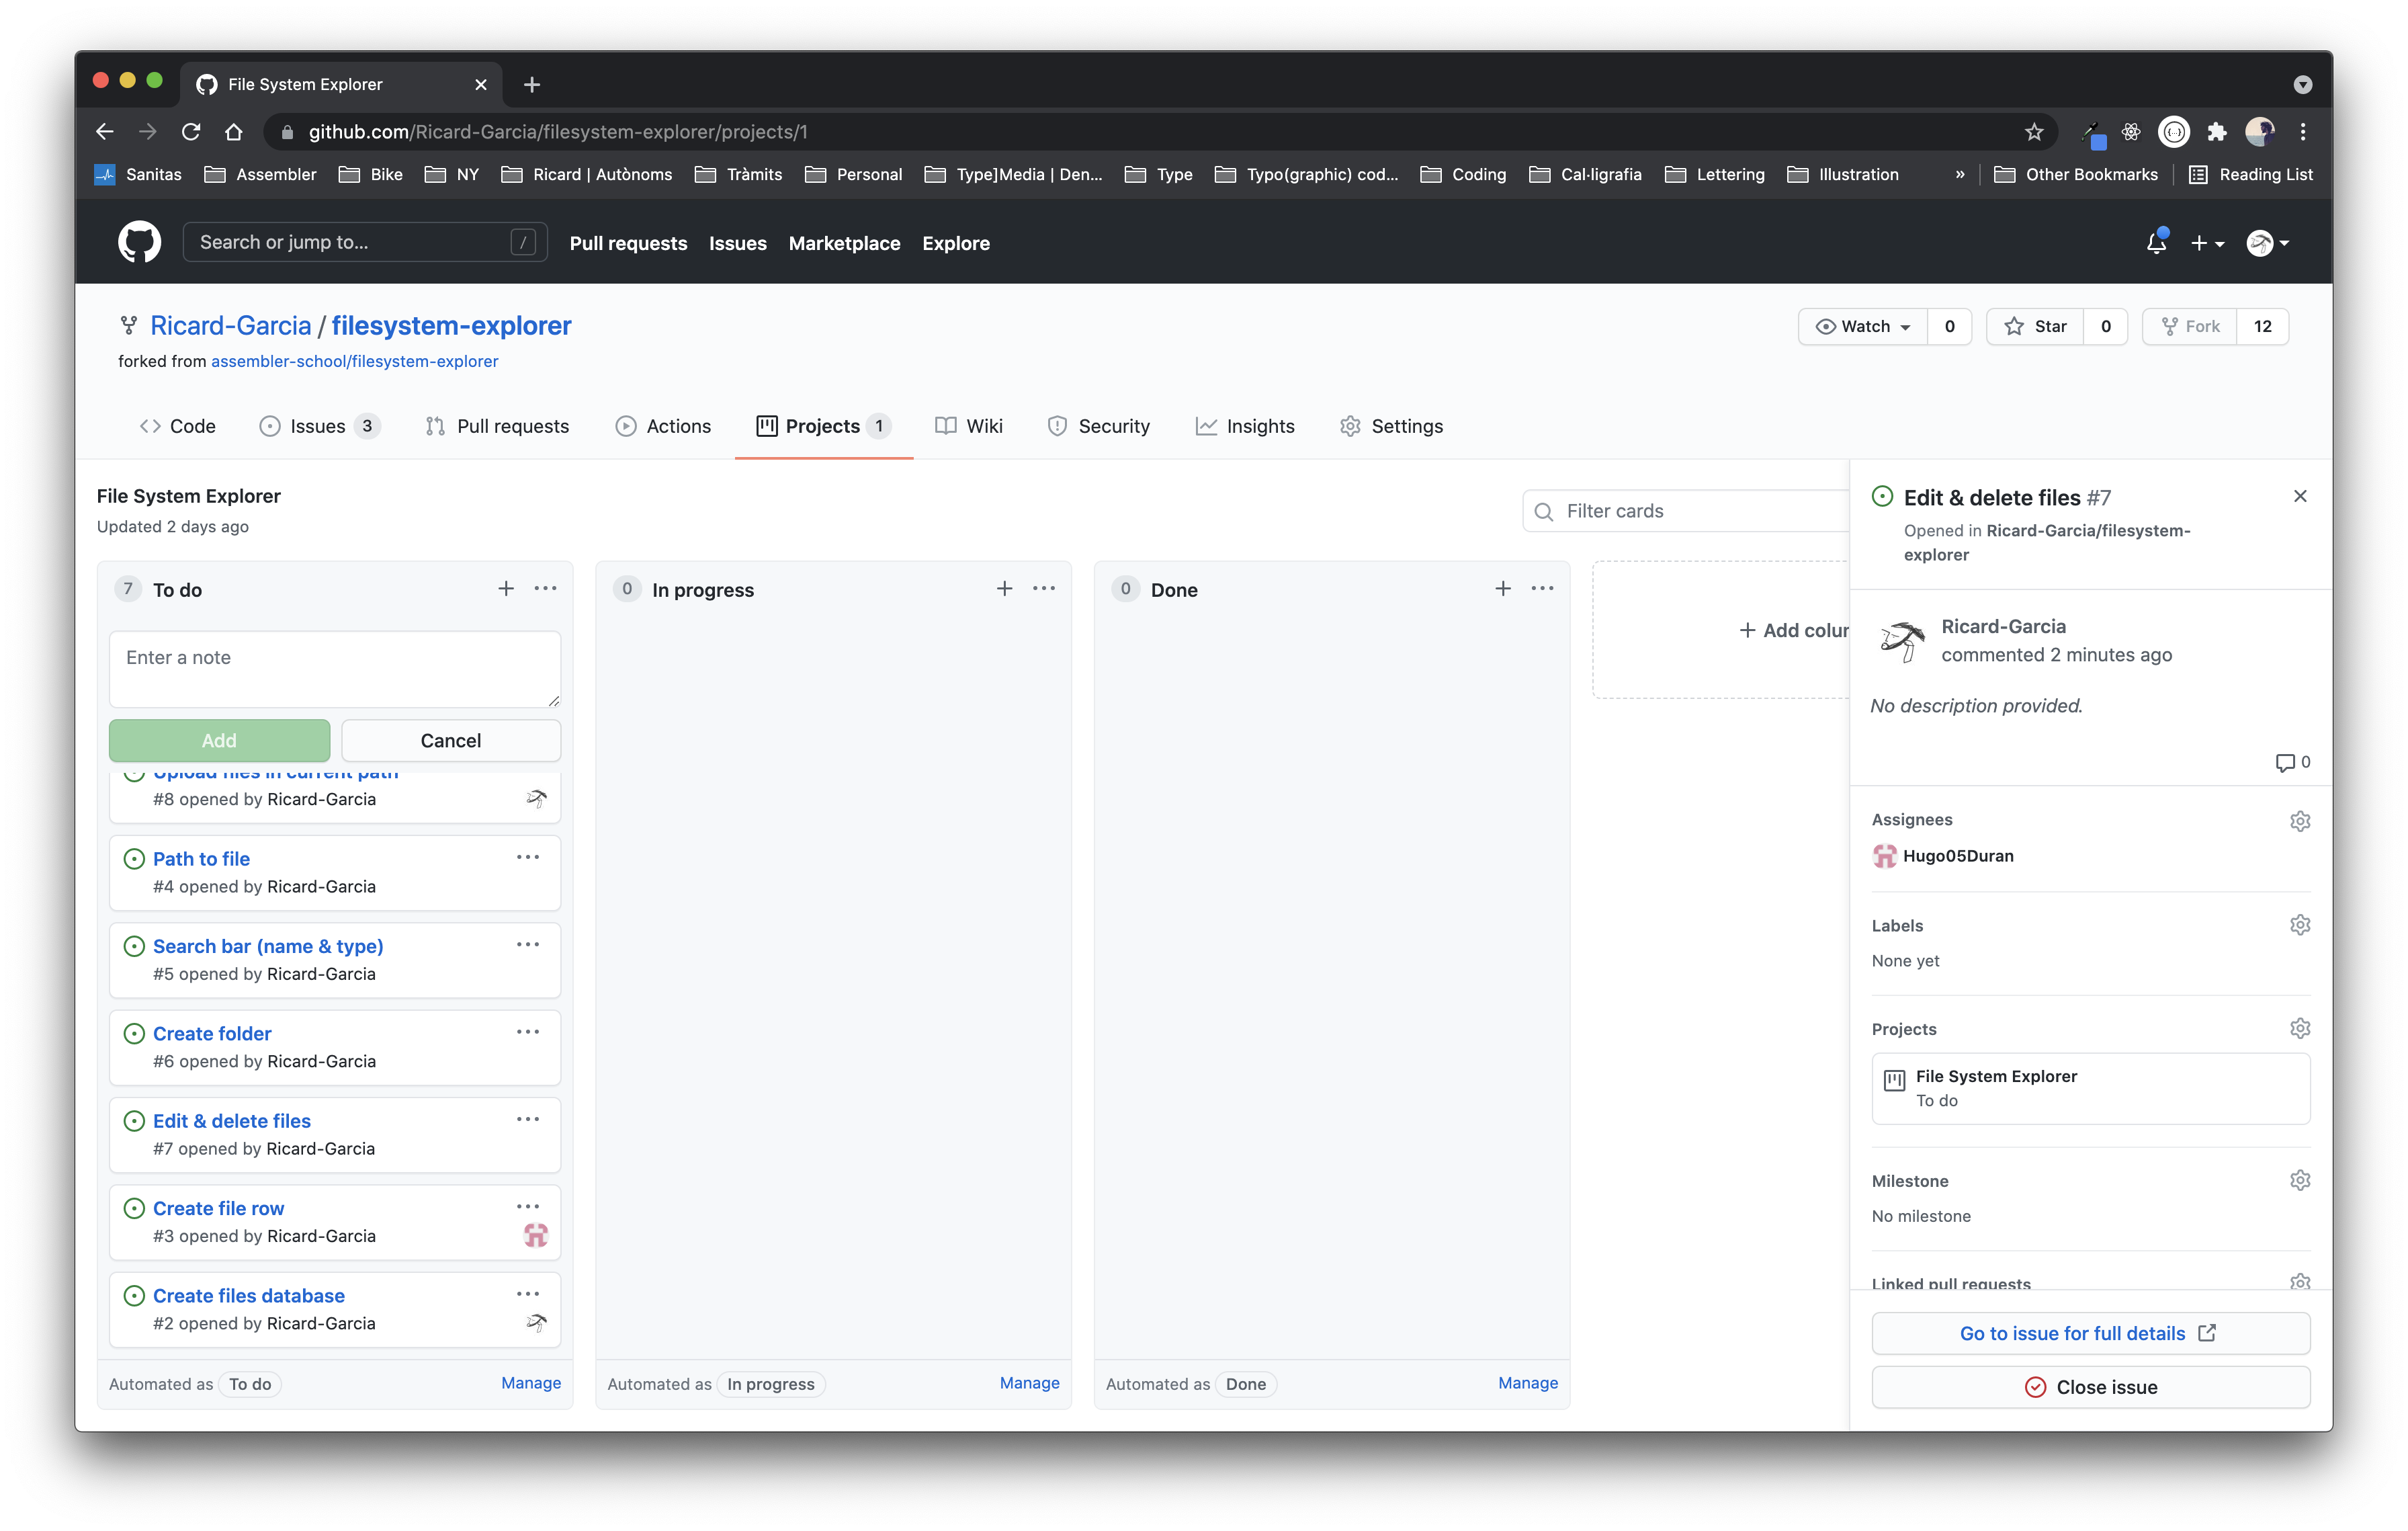 File System Explorer
github.com/Ricard-Garcia/filesystem-explorer/projects/1
Sanitas Assembler Bike NY Ricard | Autònoms Tràmits Personal Type]Media | Den... Type Typo(graphic) cod... Coding Cal·ligrafia Lettering Illustration » Other Bookmarks Reading List
Search or jump to... / Pull requests Issues Marketplace Explore
Ricard-Garcia / filesystem-explorer
Watch 0 Star 0 Fork 12
forked from assembler-school/filesystem-explorer
Code Issues 3 Pull requests Actions Projects 1 Wiki Security Insights Settings
File System Explorer
Updated 2 days ago
Filter cards
7 To do
Enter a note
Add Cancel
Upload files in current path
#8 opened by Ricard-Garcia
Path to file
#4 opened by Ricard-Garcia
Search bar (name & type)
#5 opened by Ricard-Garcia
Create folder
#6 opened by Ricard-Garcia
Edit & delete files
#7 opened by Ricard-Garcia
Create file row
#3 opened by Ricard-Garcia
Create files database
#2 opened by Ricard-Garcia
Automated as To do Manage
0 In progress
Automated as In progress Manage
0 Done
Automated as Done Manage
+ Add colur
Edit & delete files #7
Opened in Ricard-Garcia/filesystem-
explorer
Ricard-Garcia
commented 2 minutes ago
No description provided.
0
Assignees
Hugo05Duran
Labels
None yet
Projects
File System Explorer
To do
Milestone
No milestone
Linked pull requests
Go to issue for full details
Close issue